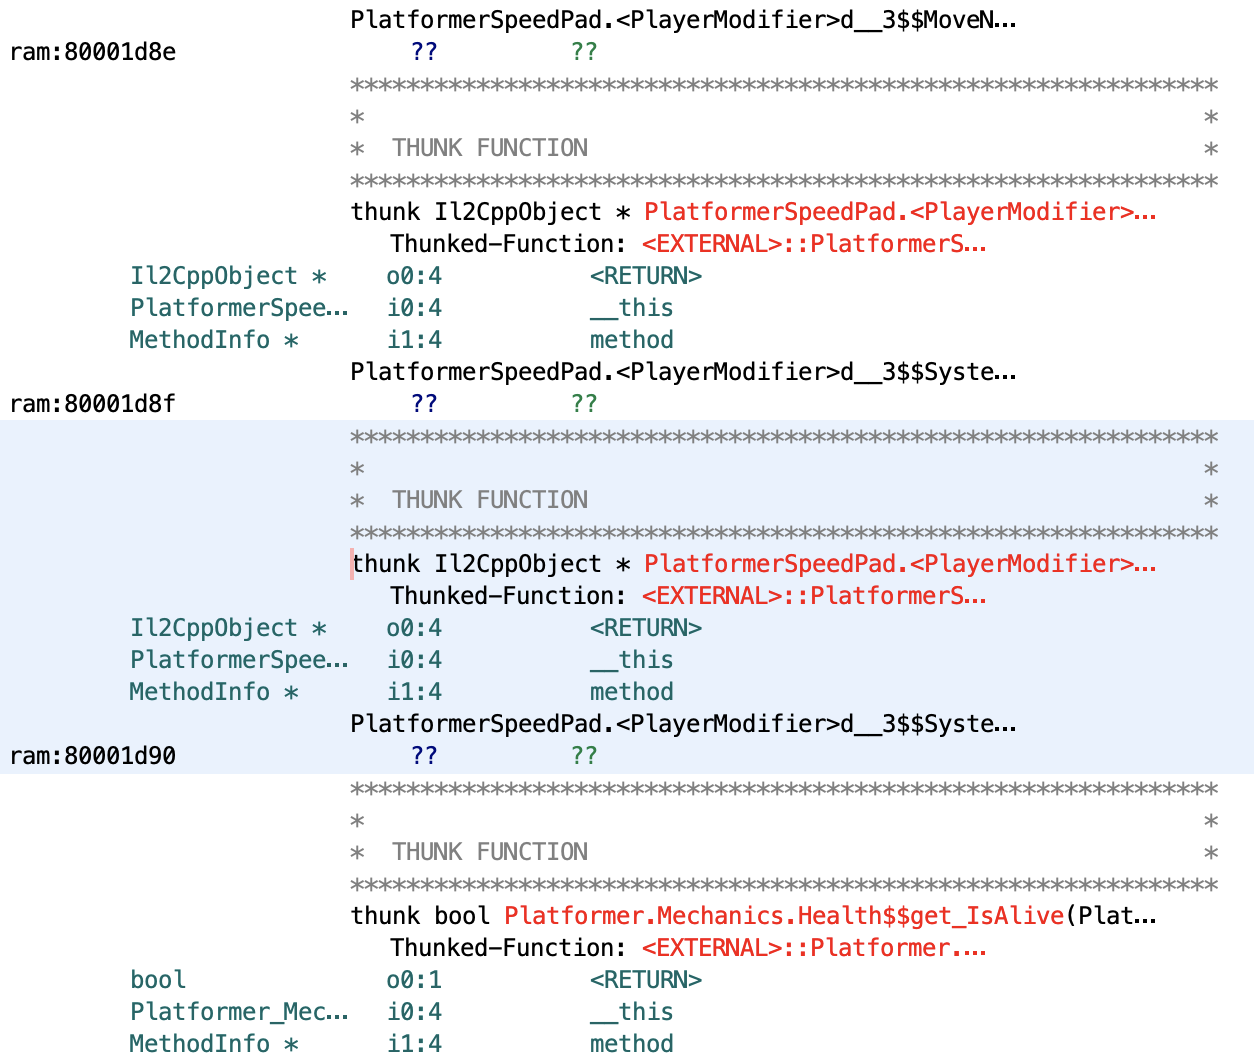 PlatformerSpeedPad.<PlayerModifier>d__3$$MoveN...
ram:80001d8e ?? ??
**************************************************************
* *
* THUNK FUNCTION *
**************************************************************
thunk Il2CppObject * PlatformerSpeedPad.<PlayerModifier>...
Thunked-Function: <EXTERNAL>::PlatformerS...
Il2CppObject * o0:4 <RETURN>
PlatformerSpee... i0:4 __this
MethodInfo * i1:4 method
PlatformerSpeedPad.<PlayerModifier>d__3$$Syste...
ram:80001d8f ?? ??
**************************************************************
* *
* THUNK FUNCTION *
**************************************************************
thunk Il2CppObject * PlatformerSpeedPad.<PlayerModifier>...
Thunked-Function: <EXTERNAL>::PlatformerS...
Il2CppObject * o0:4 <RETURN>
PlatformerSpee... i0:4 __this
MethodInfo * i1:4 method
PlatformerSpeedPad.<PlayerModifier>d__3$$Syste...
ram:80001d90 ?? ??
**************************************************************
* *
* THUNK FUNCTION *
**************************************************************
thunk bool Platformer.Mechanics.Health$$get_IsAlive(Plat...
Thunked-Function: <EXTERNAL>::Platformer....
bool o0:1 <RETURN>
Platformer_Mec... i0:4 __this
MethodInfo * i1:4 method